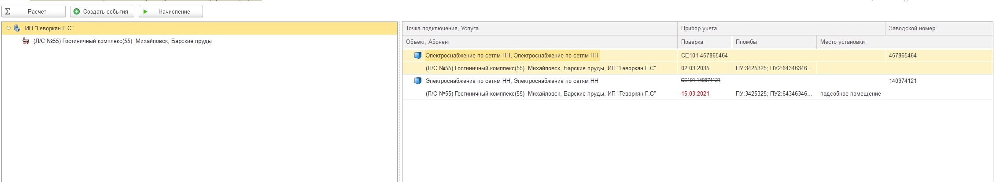 Расчет Создать события Начисление
ИП "Геворкян Г.С"
(Л/С №55) Гостиничный комплекс(55) Михайловск, Барские пруды
Точка подключения, Услуга Прибор учета Заводской номер
Объект, Абонент Поверка Пломбы Место установки
Электроснабжение по сетям НН, Электроснабжение по сетям НН СЕ101 457865464 457865464
(Л/С №55) Гостиничный комплекс(55) Михайловск, Барские пруды, ИП "Геворкян Г.С" 02.03.2035 ПУ:3425325; ПУ2:64346346...
Электроснабжение по сетям НН, Электроснабжение по сетям НН СЕ101 140974121 140974121
(Л/С №55) Гостиничный комплекс(55) Михайловск, Барские пруды, ИП "Геворкян Г.С" 15.03.2021 ПУ:3425325; ПУ2:64346346... подсобное помещение